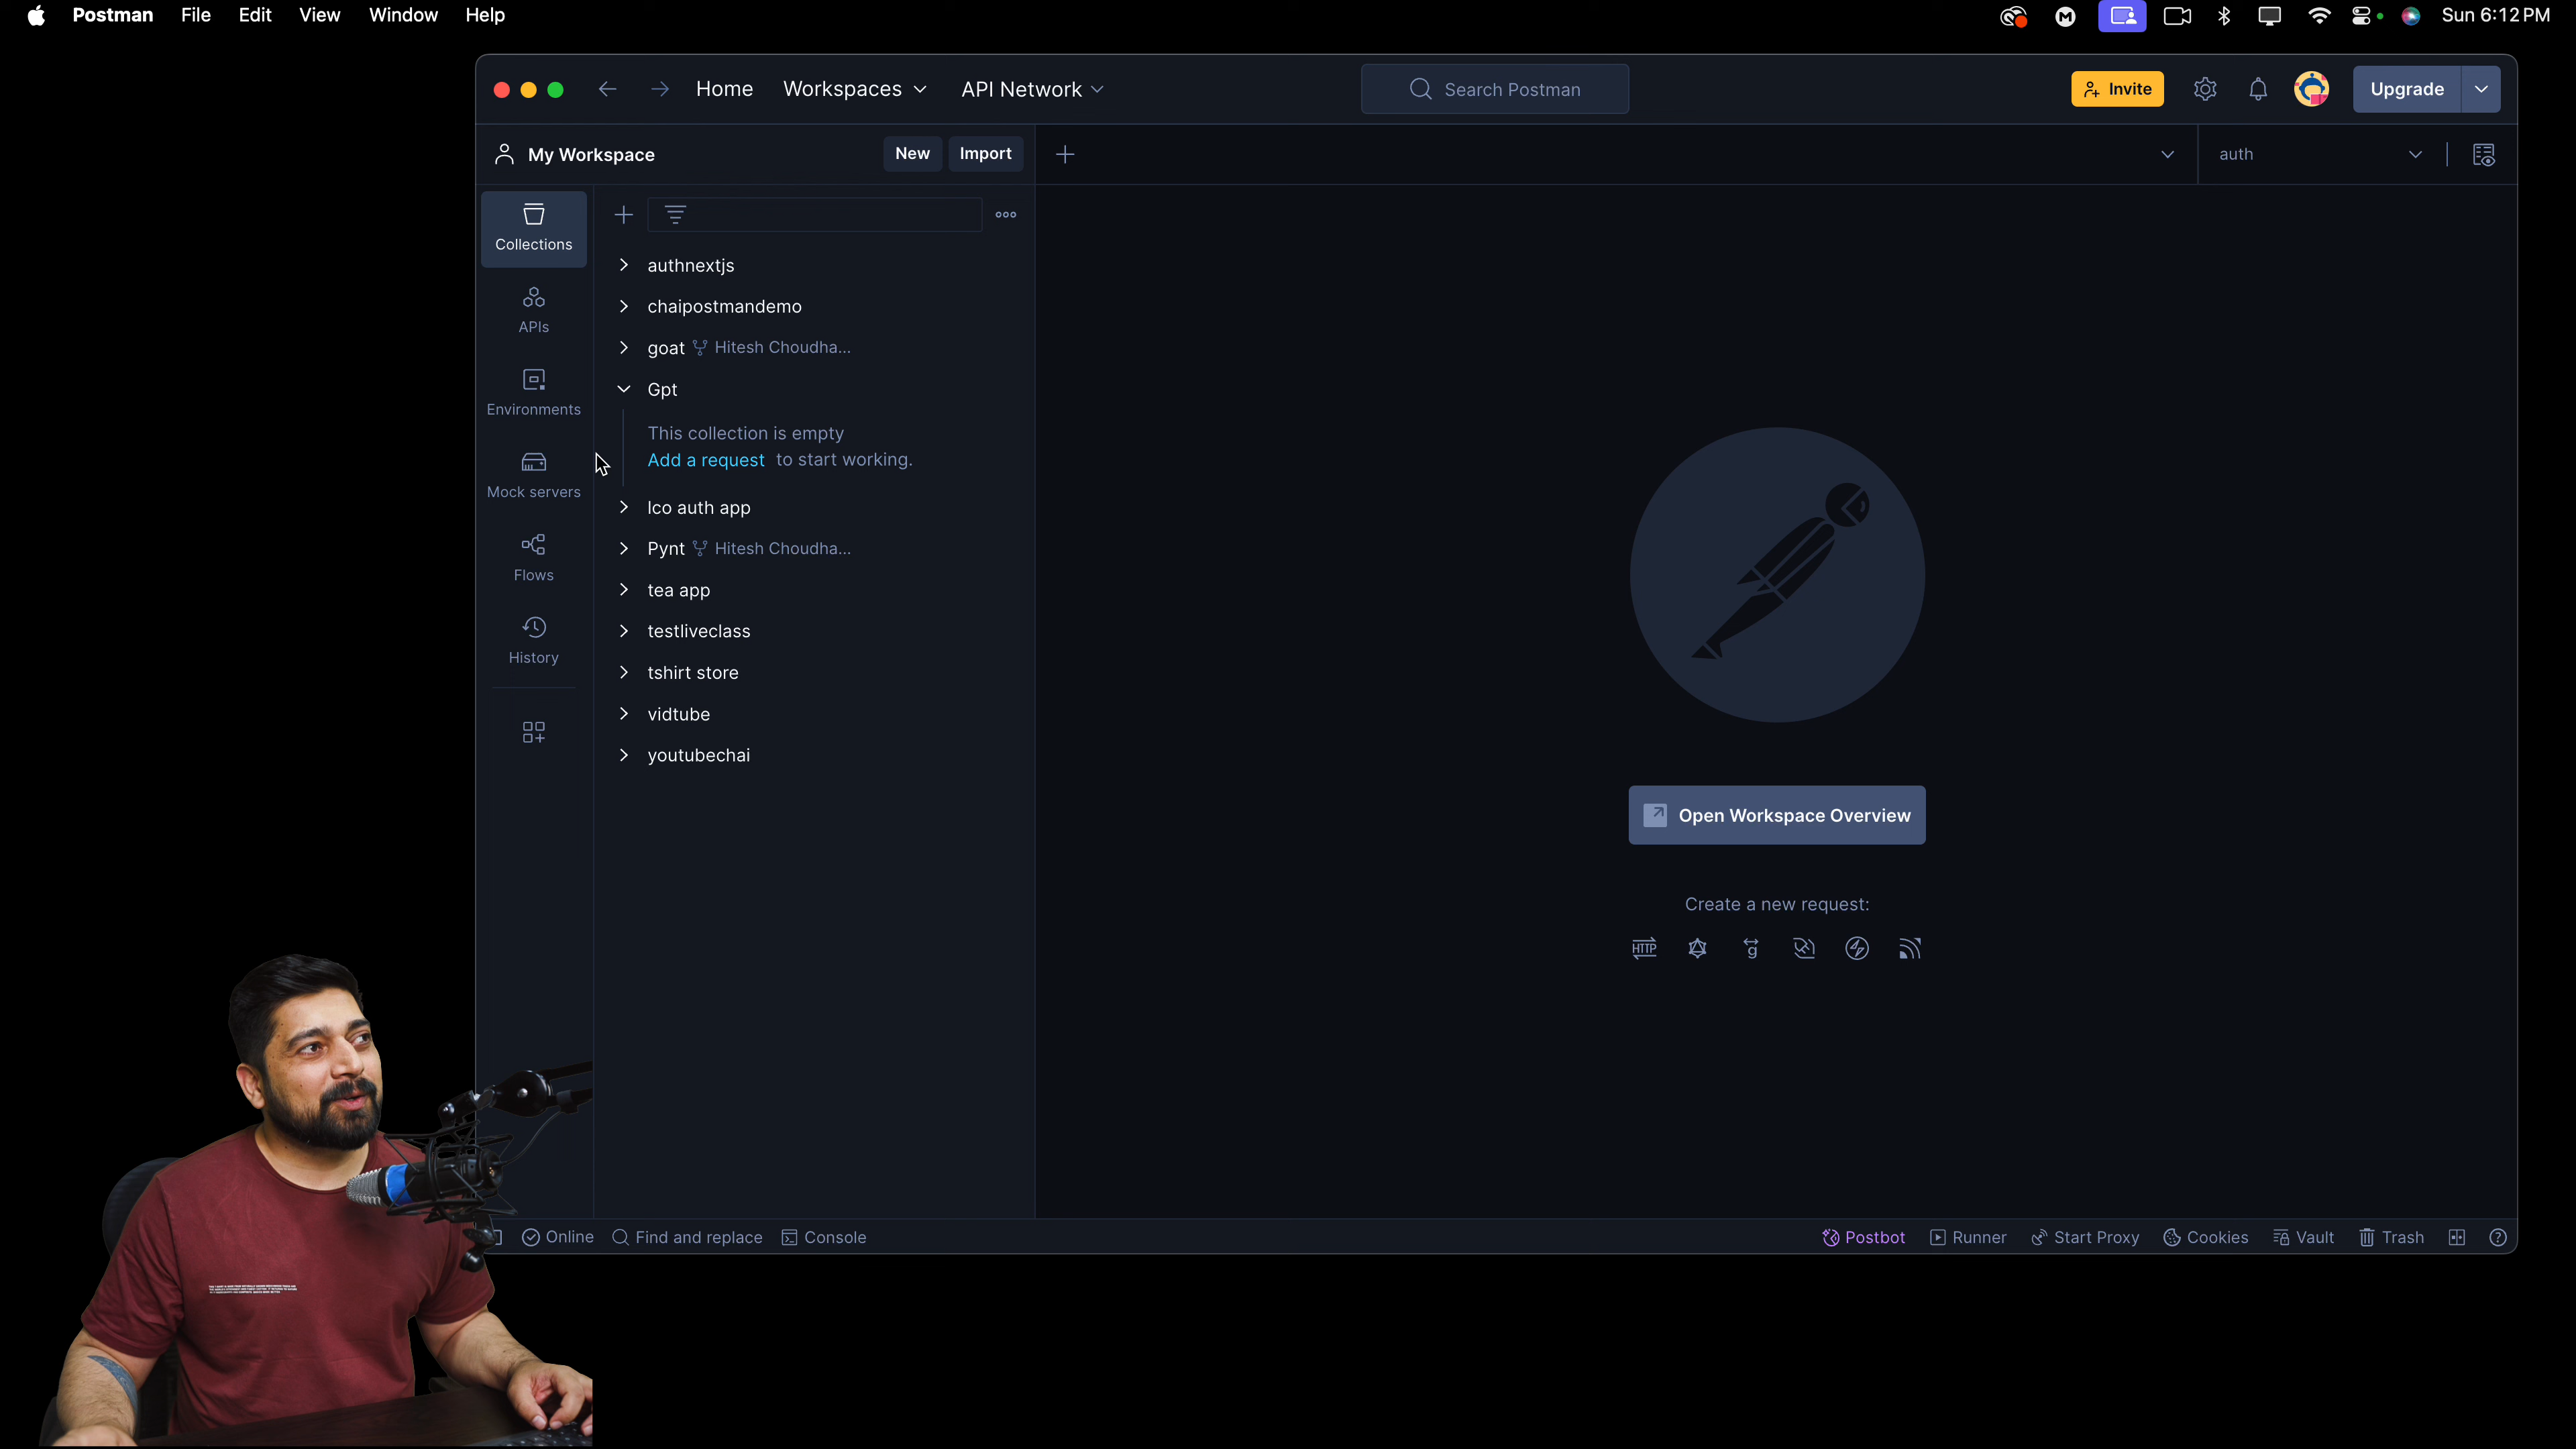 Postman File Edit View Window Help
Sun 6:12 PM
Home Workspaces API Network
Search Postman
Invite
Upgrade
My Workspace
New
Import
auth
Collections
APIs
Environments
Mock servers
Flows
History
authnextjs
chaipostmandemo
goat Hitesh Choudha...
Gpt
This collection is empty
Add a request to start working.
lco auth app
Pynt Hitesh Choudha...
tea app
testliveclass
tshirt store
vidtube
youtubechai
Open Workspace Overview
Create a new request:
HTTP
g
Online Find and replace Console
Postbot Runner Start Proxy Cookies Vault Trash